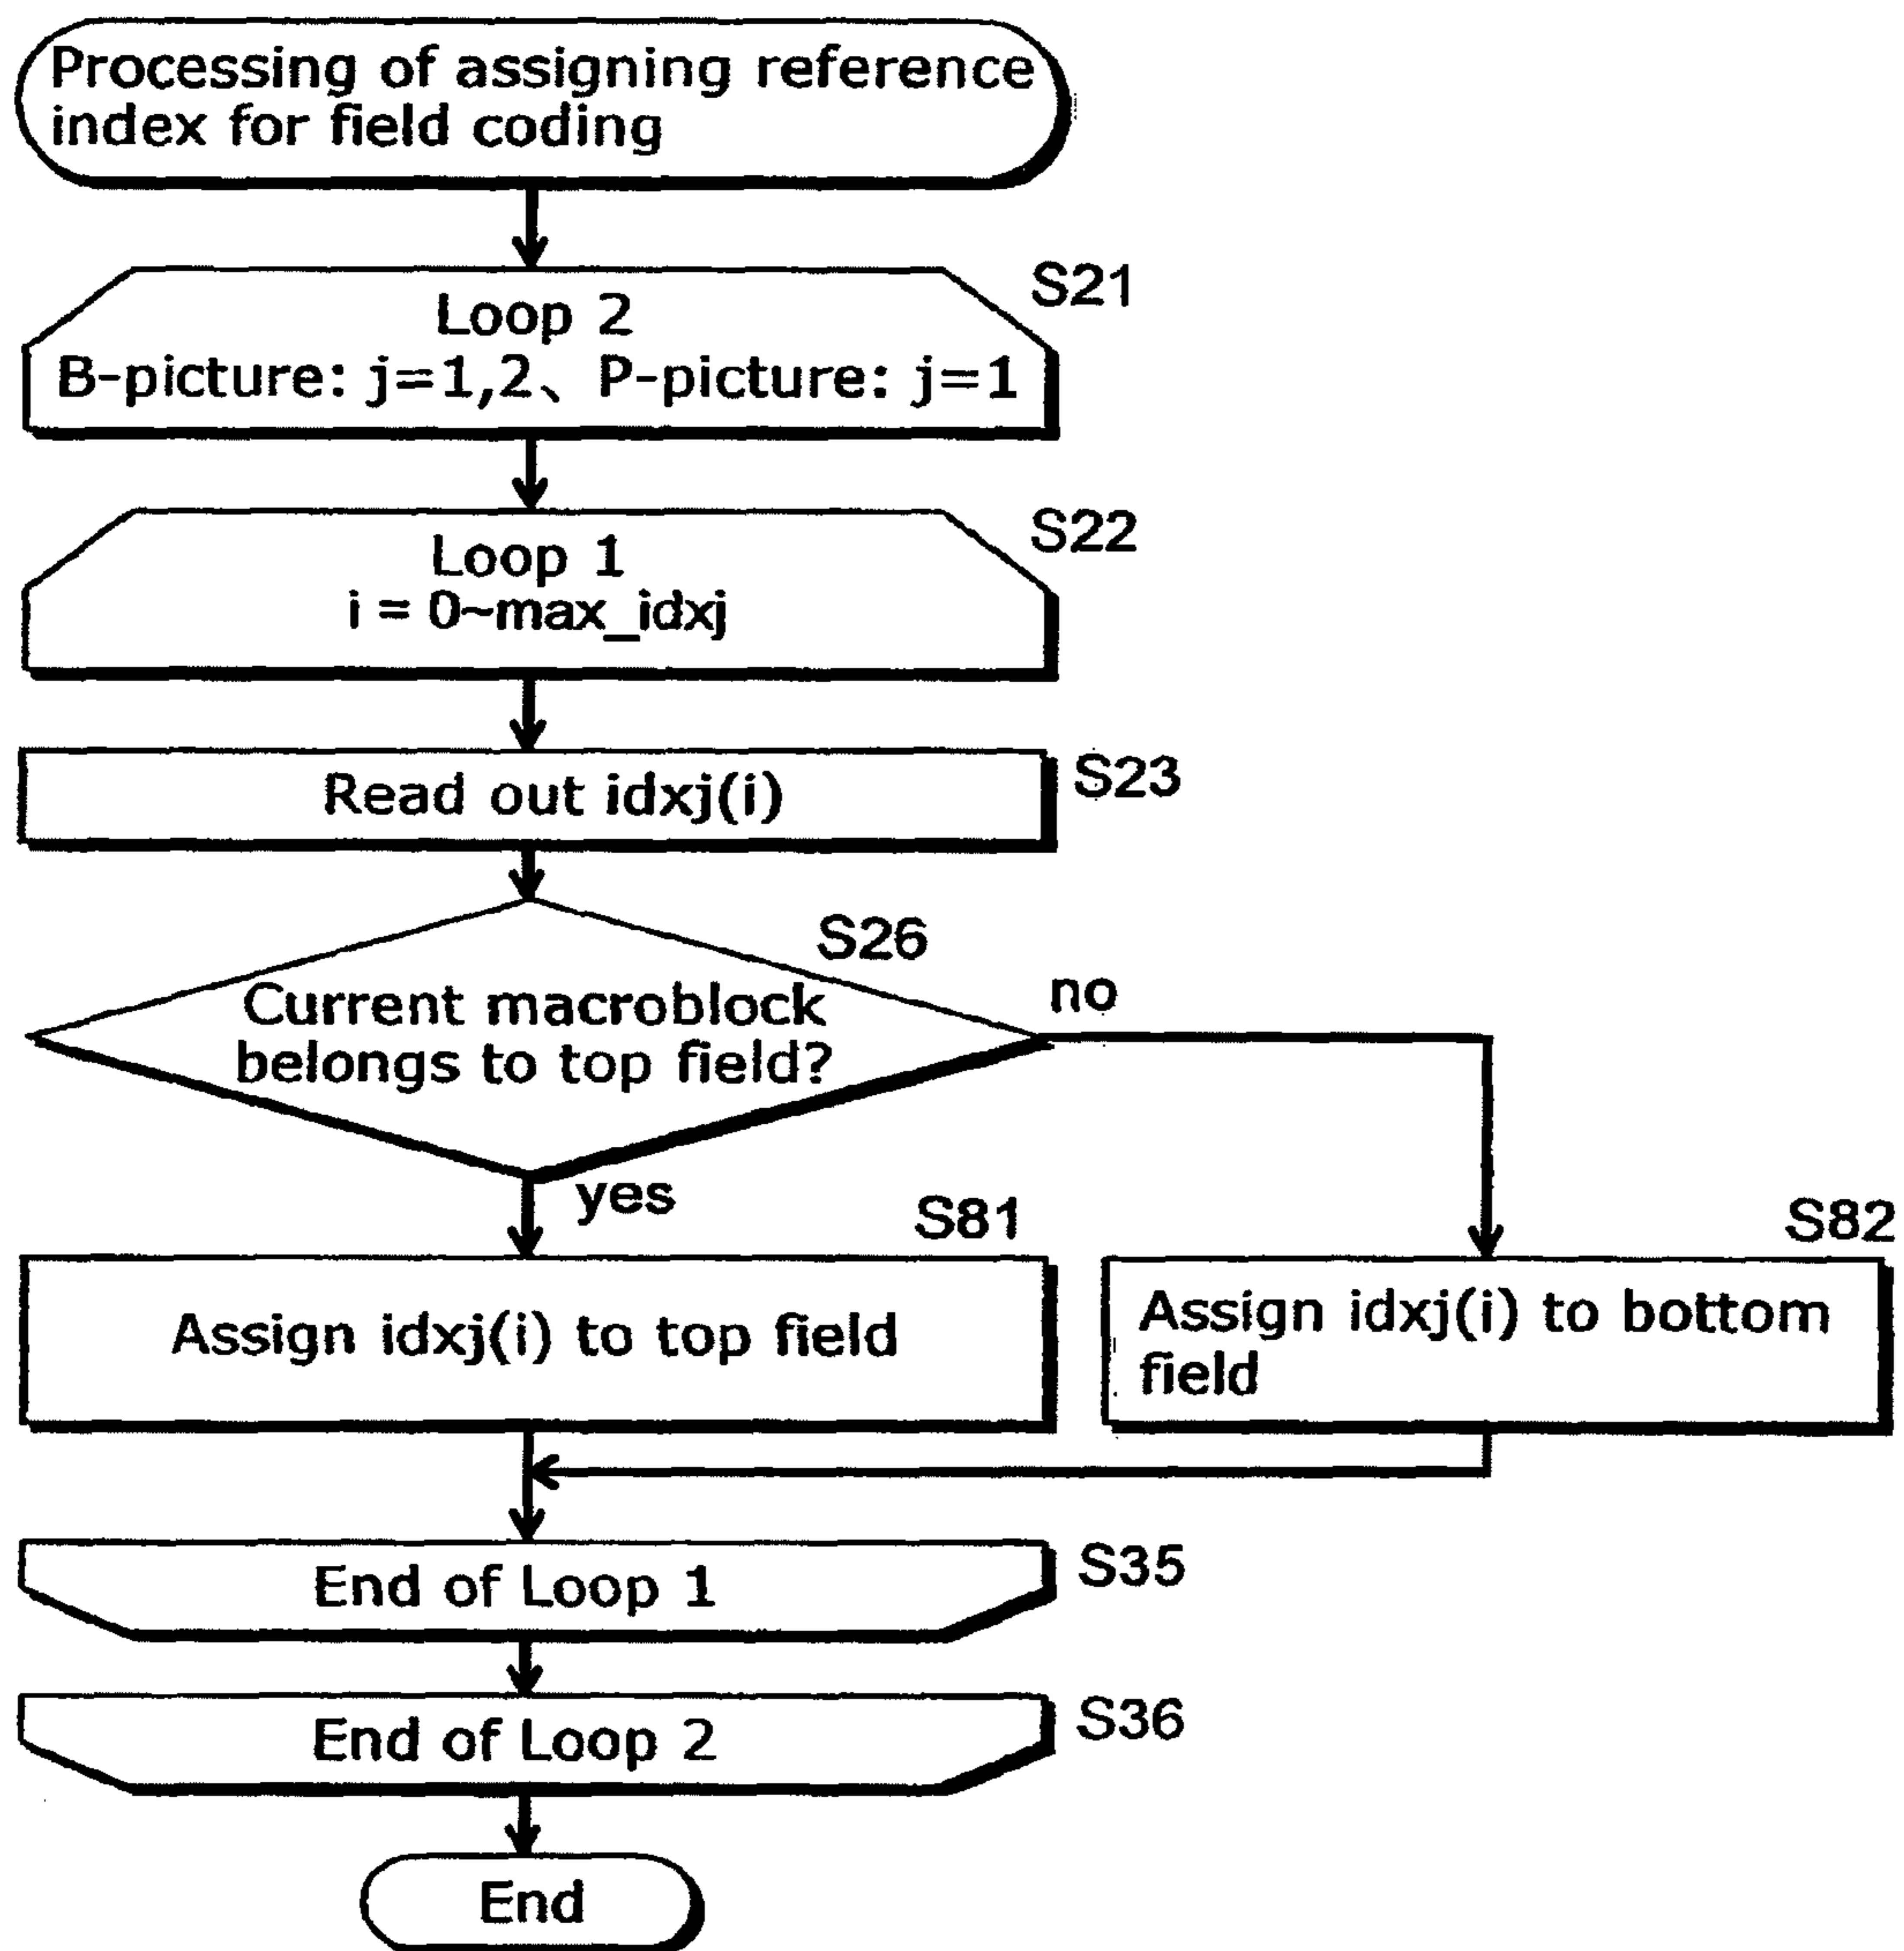 Processing of assigning reference
index for field coding
S21
Loop 2
B-picture: j=1,2、 P-picture: j=1
S22
Loop 1
i = 0~max_idxj
S23
Read out idxj(i)
S26
Current macroblock
belongs to top field?
no
yes
S81
Assign idxj(i) to top field
S82
Assign idxj(i) to bottom
field
End of Loop 1
S35
End of Loop 2
S36
End